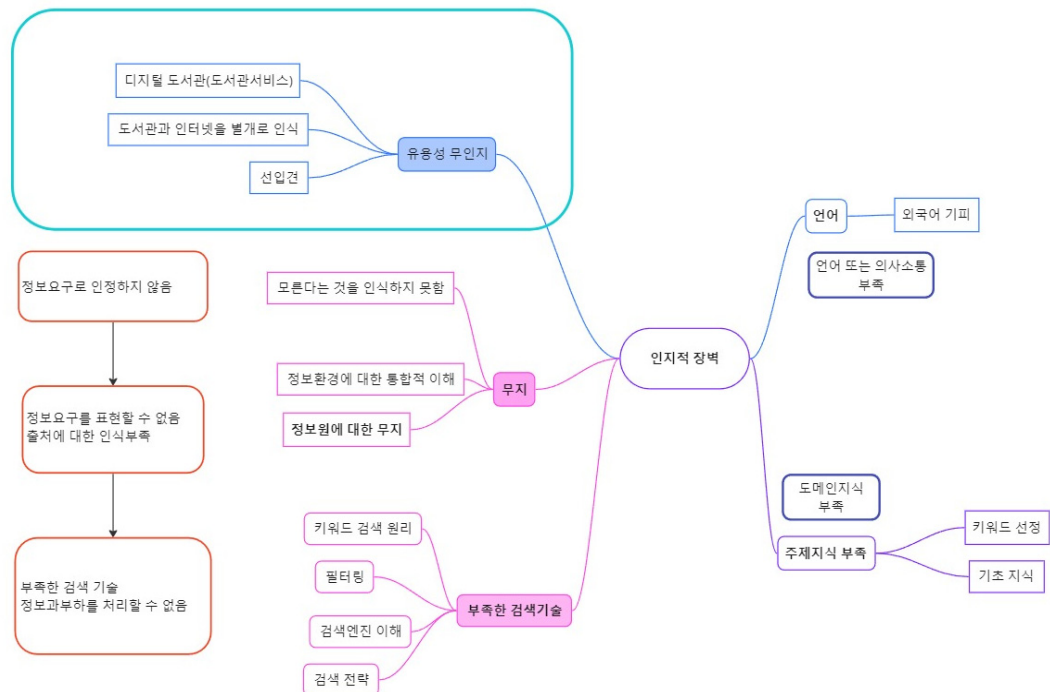 디지털 도서관(도서관서비스)
도서관과 인터넷을 별개로 인식
선입견
유용성 무인지
정보요구로 인정하지 않음
정보요구를 표현할 수 없음
출처에 대한 인식부족
부족한 검색 기술
정보과부하를 처리할 수 없음
모른다는 것을 인식하지 못함
정보환경에 대한 통합적 이해
정보원에 대한 무지
무지
키워드 검색 원리
필터링
검색엔진 이해
검색 전략
부족한 검색기술
인지적 장벽
언어
외국어 기피
언어 또는 의사소통
부족
도메인지식
부족
주제지식 부족
키워드 선정
기초 지식